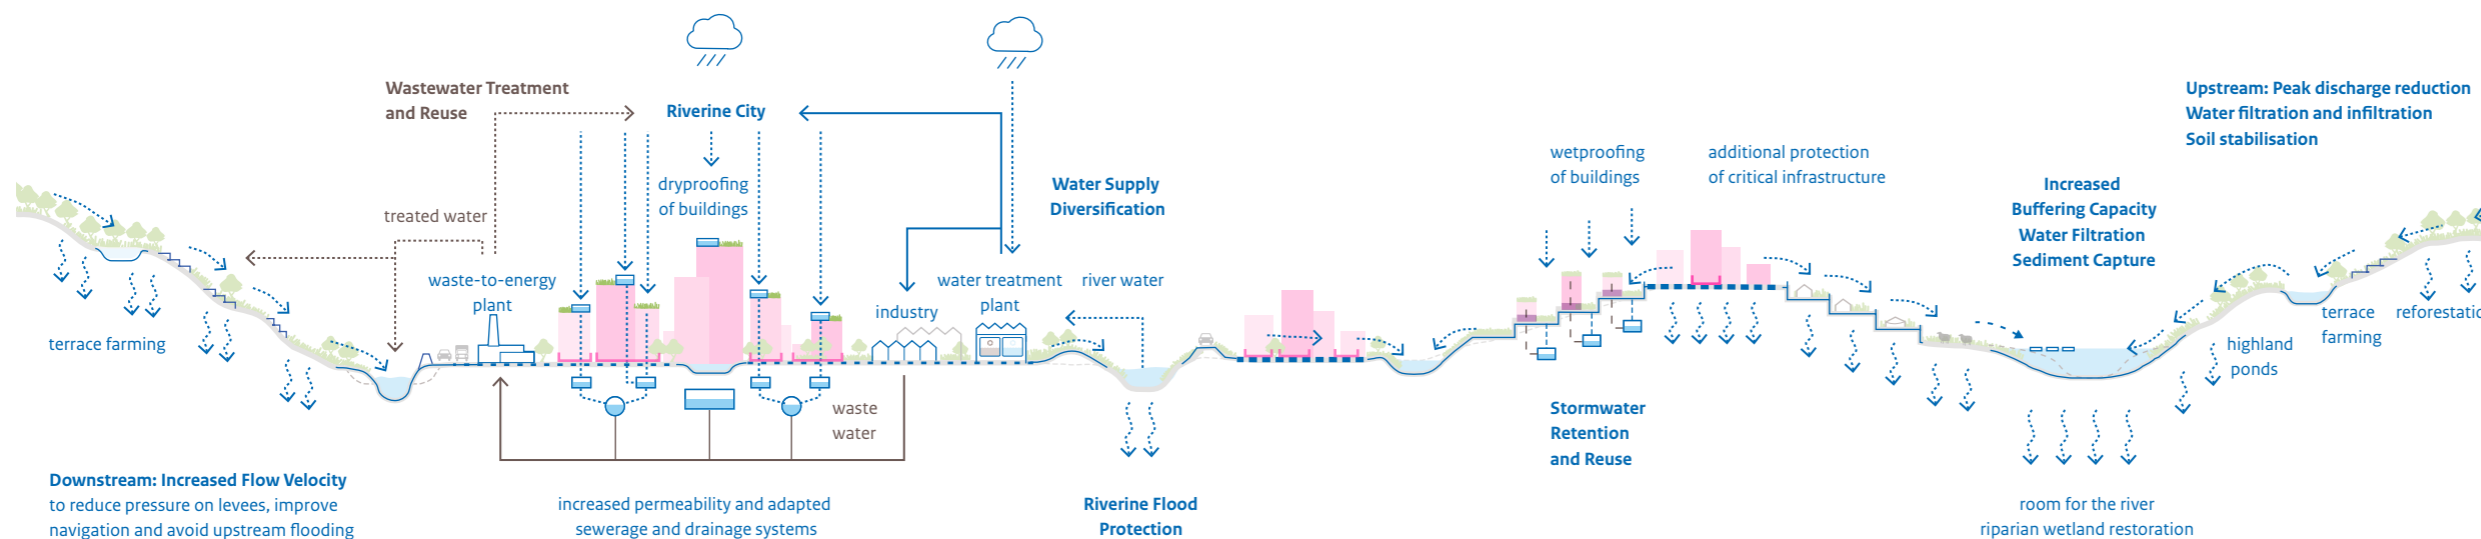 Wastewater Treatment
and Reuse
Riverine City
Upstream: Peak discharge reduction
Water filtration and infiltration
Soil stabilisation
wetproofing
of buildings
additional protection
of critical infrastructure
dryproofing
of buildings
Water Supply
Diversification
Increased
Buffering Capacity
Water Filtration
Sediment Capture
treated water
waste-to-energy
plant
industry
water treatment
plant
river water
terrace farming
terrace
farming
highland
ponds
waste
water
Stormwater
Retention
and Reuse
Downstream: Increased Flow Velocity
to reduce pressure on levees, improve
navigation and avoid upstream flooding
increased permeability and adapted
sewerage and drainage systems
Riverine Flood
Protection
room for the river
riparian wetland restoration